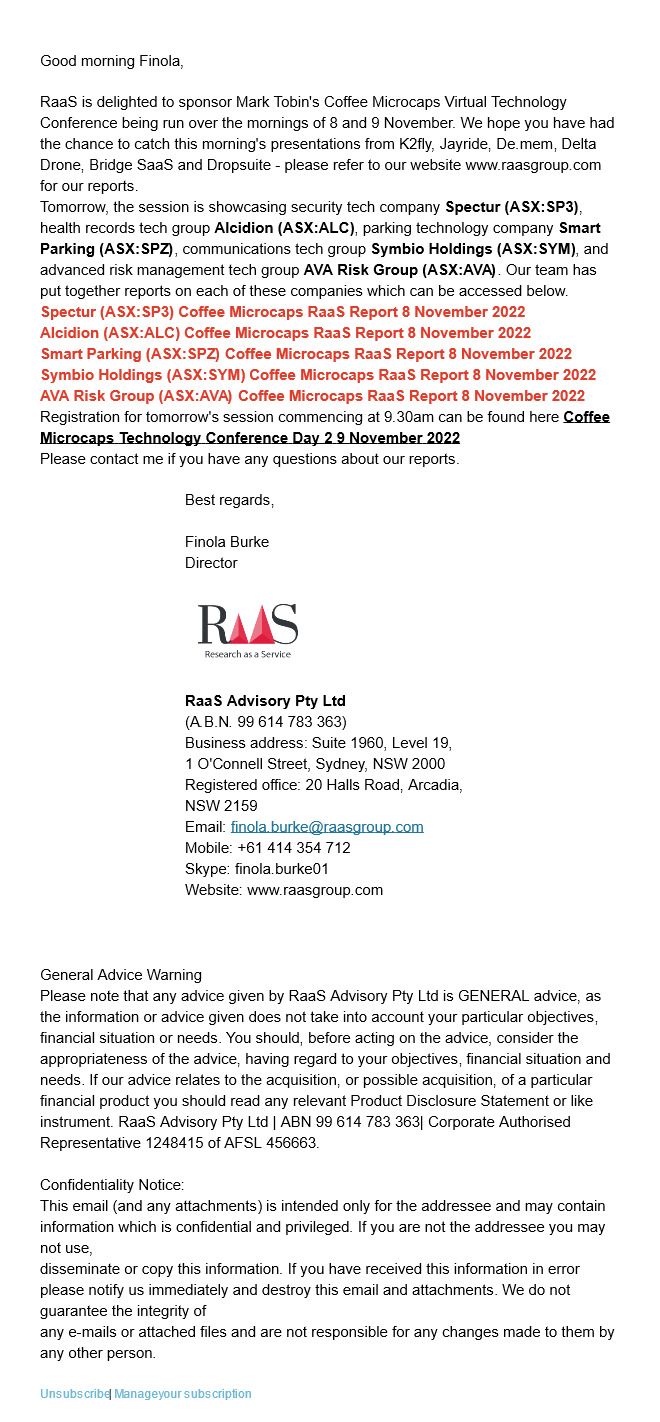 Good morning Finola,
RaaS is delighted to sponsor Mark Tobin's Coffee Microcaps Virtual Technology
Conference being run over the mornings of 8 and 9 November. We hope you have had
the chance to catch this morning's presentations from K2fly, Jayride, De.mem, Delta
Drone, Bridge SaaS and Dropsuite - please refer to our website www.raasgroup.com
for our reports.
Tomorrow, the session is showcasing security tech company Spectur (ASX:SP3),
health records tech group Alcidion (ASX:ALC), parking technology company Smart
Parking (ASX:SPZ), communications tech group Symbio Holdings (ASX:SYM), and
advanced risk management tech group AVA Risk Group (ASX:AVA). Our team has
put together reports on each of these companies which can be accessed below.
Spectur (ASX:SP3) Coffee Microcaps RaaS Report 8 November 2022
Alcidion (ASX:ALC) Coffee Microcaps RaaS Report 8 November 2022
Smart Parking (ASX:SPZ) Coffee Microcaps RaaS Report 8 November 2022
Symbio Holdings (ASX:SYM) Coffee Microcaps RaaS Report 8 November 2022
AVA Risk Group (ASX:AVA) Coffee Microcaps RaaS Report 8 November 2022
Registration for tomorrow's session commencing at 9.30am can be found here Coffee
Microcaps Technology Conference Day 2 9 November 2022
Please contact me if you have any questions about our reports.
Best regards,
Finola Burke
Director
RaaS
Research as a Service
RaaS Advisory Pty Ltd
(A.B.N. 99 614 783 363)
Business address: Suite 1960, Level 19,
1 O'Connell Street, Sydney, NSW 2000
Registered office: 20 Halls Road, Arcadia,
NSW 2159
Email: finola.burke@raasgroup.com
Mobile: +61 414 354 712
Skype: finola.burke01
Website: www.raasgroup.com
General Advice Warning
Please note that any advice given by RaaS Advisory Pty Ltd is GENERAL advice, as
the information or advice given does not take into account your particular objectives,
financial situation or needs. You should, before acting on the advice, consider the
appropriateness of the advice, having regard to your objectives, financial situation and
needs. If our advice relates to the acquisition, or possible acquisition, of a particular
financial product you should read any relevant Product Disclosure Statement or like
instrument. RaaS Advisory Pty Ltd | ABN 99 614 783 363| Corporate Authorised
Representative 1248415 of AFSL 456663.
Confidentiality Notice:
This email (and any attachments) is intended only for the addressee and may contain
information which is confidential and privileged. If you are not the addressee you may
not use,
disseminate or copy this information. If you have received this information in error
please notify us immediately and destroy this email and attachments. We do not
guarantee the integrity of
any e-mails or attached files and are not responsible for any changes made to them by
any other person.
Unsubscribe| Manageyour subscription